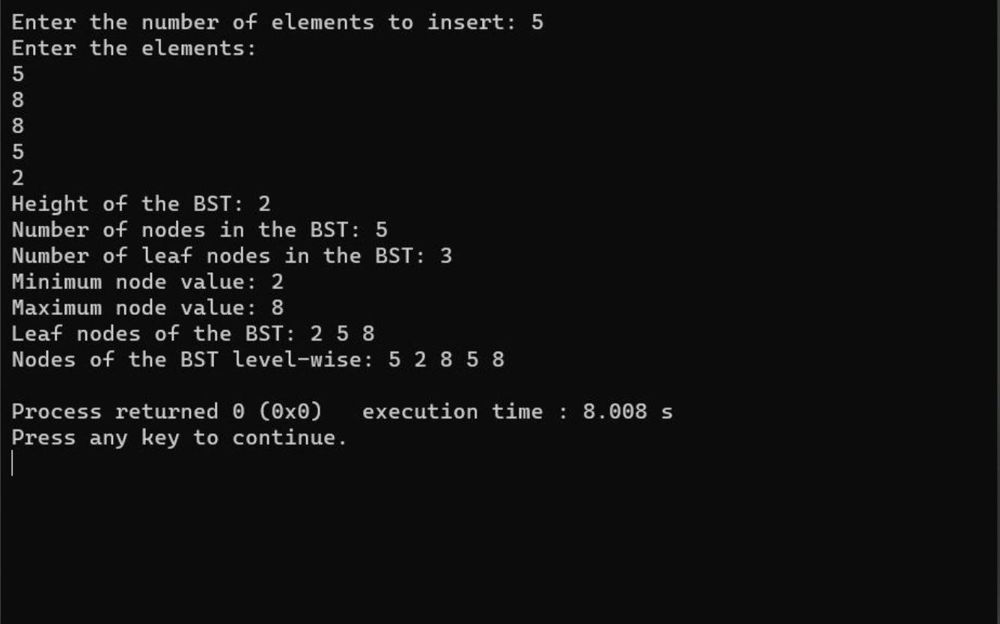 Enter the number of elements to insert: 5
Enter the elements:
5
8
8
5
2
Height of the BST: 2
Number of nodes in the BST: 5
Number of leaf nodes in the BST: 3
Minimum node value: 2
Maximum node value: 8
Leaf nodes of the BST: 2 5 8
Nodes of the BST level-wise: 5 2 8 5 8
Process returned 0 (0x0)   execution time : 8.008 s
Press any key to continue.